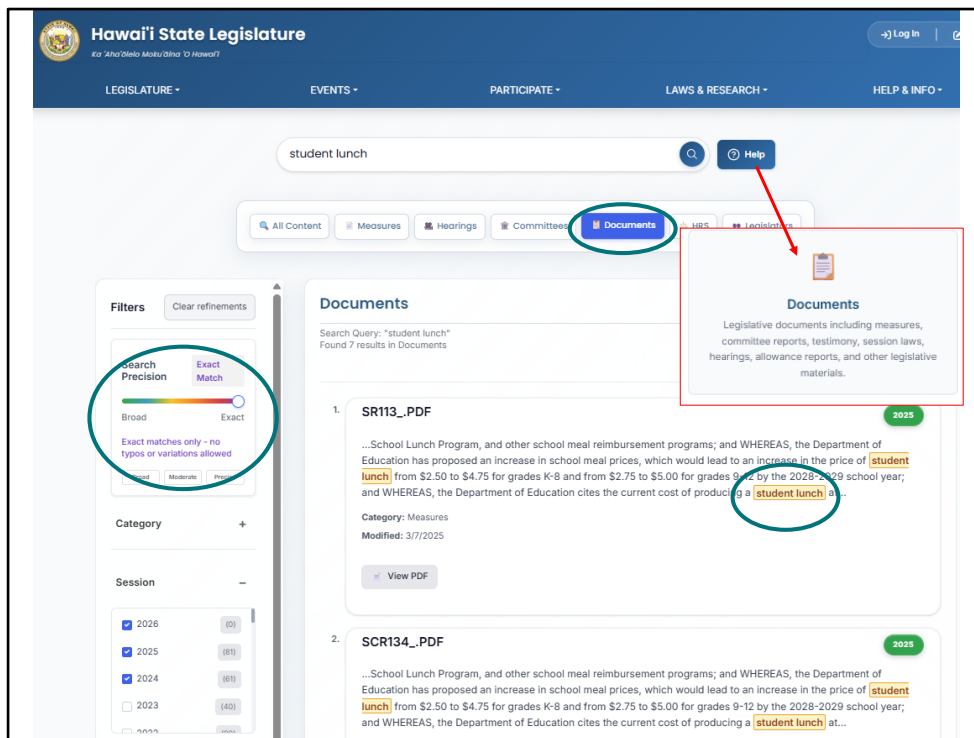 Hawai'i State Legislature
Ka 'Aha'ōlelo Moku'āina 'O Hawai'i
Log In
LEGISLATURE
EVENTS
PARTICIPATE
LAWS & RESEARCH
HELP & INFO
student lunch
Help
All Content
Measures
Hearings
Committees
Documents
HRS
Legislators
Documents
Legislative documents including measures,
committee reports, testimony, session laws,
hearings, allowance reports, and other legislative
materials.
Filters
Clear refinements
Search
Precision
Exact
Match
Broad
Exact
Exact matches only - no
typos or variations allowed
Broad
Moderate
Precise
Category
+
Session
–
2026
(0)
2025
(81)
2024
(61)
2023
(40)
2022
Documents
Search Query: "student lunch"
Found 7 results in Documents
1.
SR113_.PDF
2025
...School Lunch Program, and other school meal reimbursement programs; and WHEREAS, the Department of
Education has proposed an increase in school meal prices, which would lead to an increase in the price of student
lunch from $2.50 to $4.75 for grades K-8 and from $2.75 to $5.00 for grades 9-12 by the 2028-2029 school year;
and WHEREAS, the Department of Education cites the current cost of producing a student lunch at...
Category: Measures
Modified: 3/7/2025
View PDF
2.
SCR134_.PDF
2025
...School Lunch Program, and other school meal reimbursement programs; and WHEREAS, the Department of
Education has proposed an increase in school meal prices, which would lead to an increase in the price of student
lunch from $2.50 to $4.75 for grades K-8 and from $2.75 to $5.00 for grades 9-12 by the 2028-2029 school year;
and WHEREAS, the Department of Education cites the current cost of producing a student lunch at...